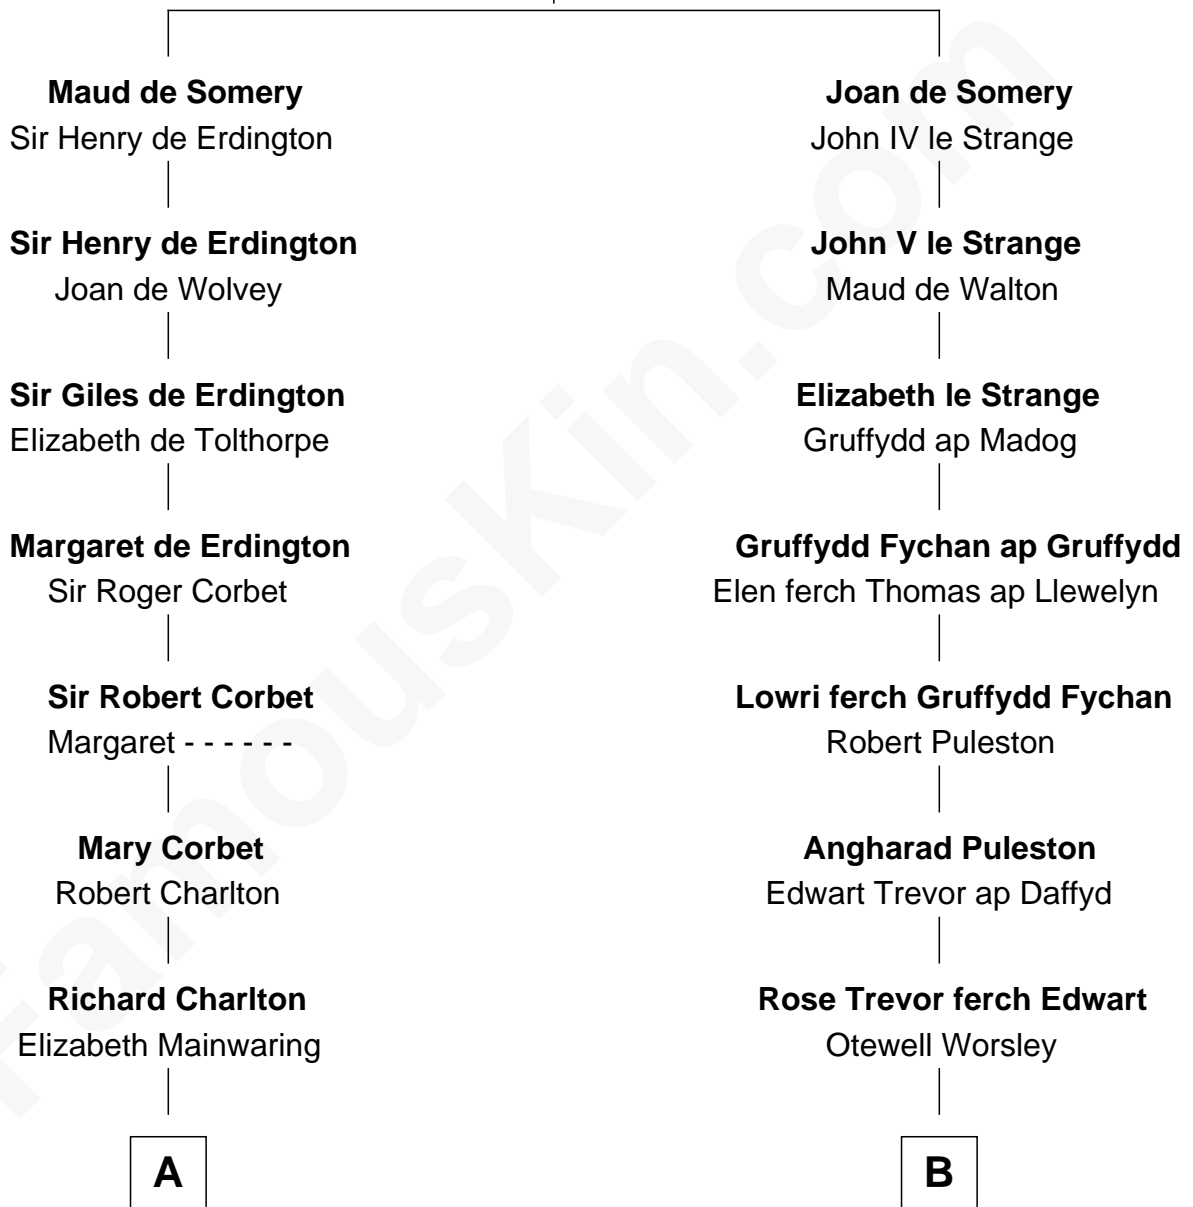 Maud de Somery
Sir Henry de Erdington
Sir Henry de Erdington
Joan de Wolvey
Sir Giles de Erdington
Elizabeth de Tolthorpe
Margaret de Erdington
Sir Roger Corbet
Sir Robert Corbet
Margaret - - - - - -
Mary Corbet
Robert Charlton
Richard Charlton
Elizabeth Mainwaring
A
Joan de Somery
John IV le Strange
John V le Strange
Maud de Walton
Elizabeth le Strange
Gruffydd ap Madog
Gruffydd Fychan ap Gruffydd
Elen ferch Thomas ap Llewelyn
Lowri ferch Gruffydd Fychan
Robert Puleston
Angharad Puleston
Edwart Trevor ap Daffyd
Rose Trevor ferch Edwart
Otewell Worsley
B
FamousKin.com